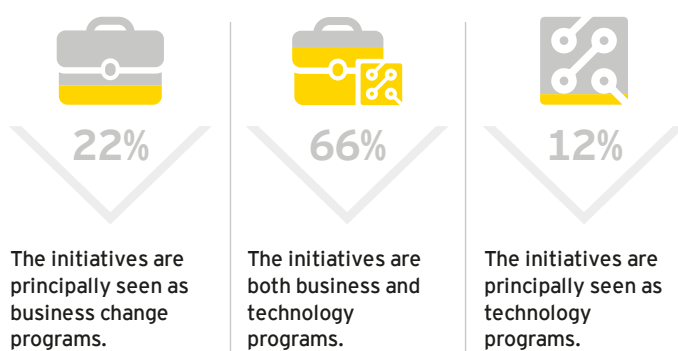 22%
The initiatives are
principally seen as
business change
programs.
66%
The initiatives are
both business and
technology
programs.
12%
The initiatives are
principally seen as
technology
programs.